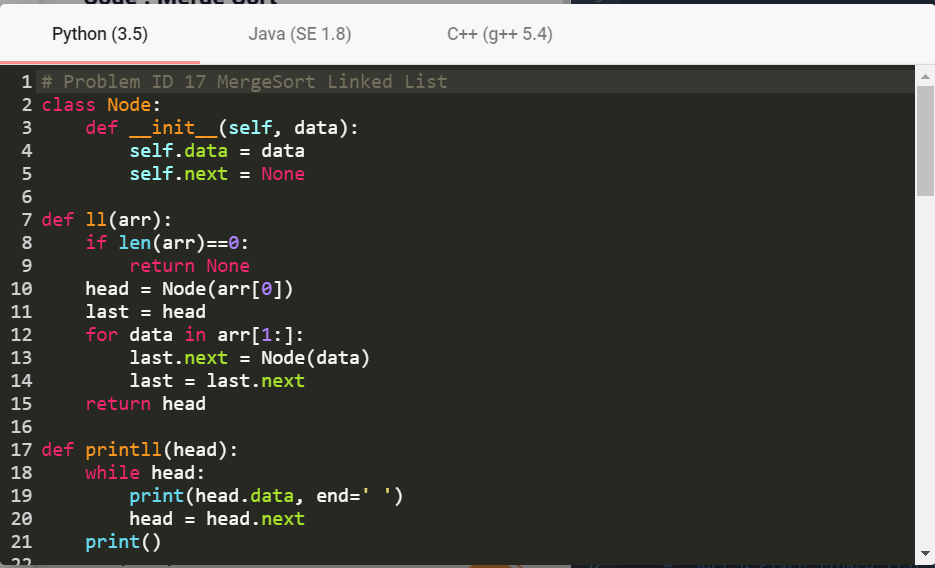 Code : Merge Sort
Python (3.5) Java (SE 1.8) C++ (g++ 5.4)
1 # Problem ID 17 MergeSort Linked List
2 class Node:
3     def __init__(self, data):
4         self.data = data
5         self.next = None
6
7 def ll(arr):
8     if len(arr)==0:
9         return None
10     head = Node(arr[0])
11     last = head
12     for data in arr[1:]:
13         last.next = Node(data)
14         last = last.next
15     return head
16
17 def printll(head):
18     while head:
19         print(head.data, end=' ')
20         head = head.next
21     print()
22